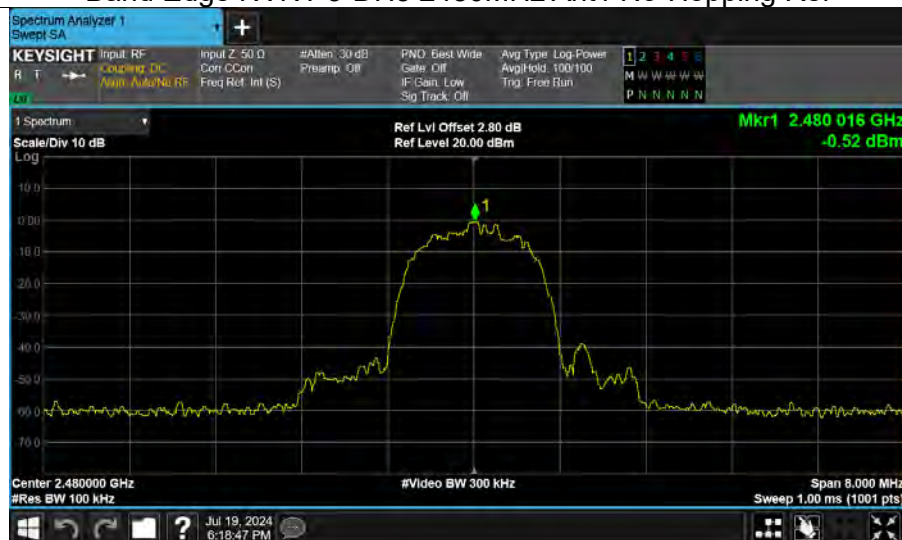 Spectrum Analyzer 1
Swept SA
+
KEYSIGHT Input: RF
R T
Coupling: DC
Align: Auto/No RF
Input Z: 50 Ω
Corr CCorr
Freq Ref: Int (S)
#Atten: 30 dB
Preamp: Off
PNO: Best Wide
Gate: Off
IF Gain: Low
Sig Track: Off
Avg Type: Log-Power
Avg|Hold: 100/100
Trig: Free Run
1 2 3 4 5 6
M W W W W W
P N N N N N
1 Spectrum
Scale/Div 10 dB
Log
Ref Lvl Offset 2.80 dB
Ref Level 20.00 dBm
Mkr1 2.480 016 GHz
-0.52 dBm
1
10.0
0.00
-10.0
-20.0
-30.0
-40.0
-50.0
-60.0
-70.0
Center 2.480000 GHz
#Res BW 100 kHz
#Video BW 300 kHz
Span 8.000 MHz
Sweep 1.00 ms (1001 pts)
?
Jul 19, 2024
6:18:47 PM